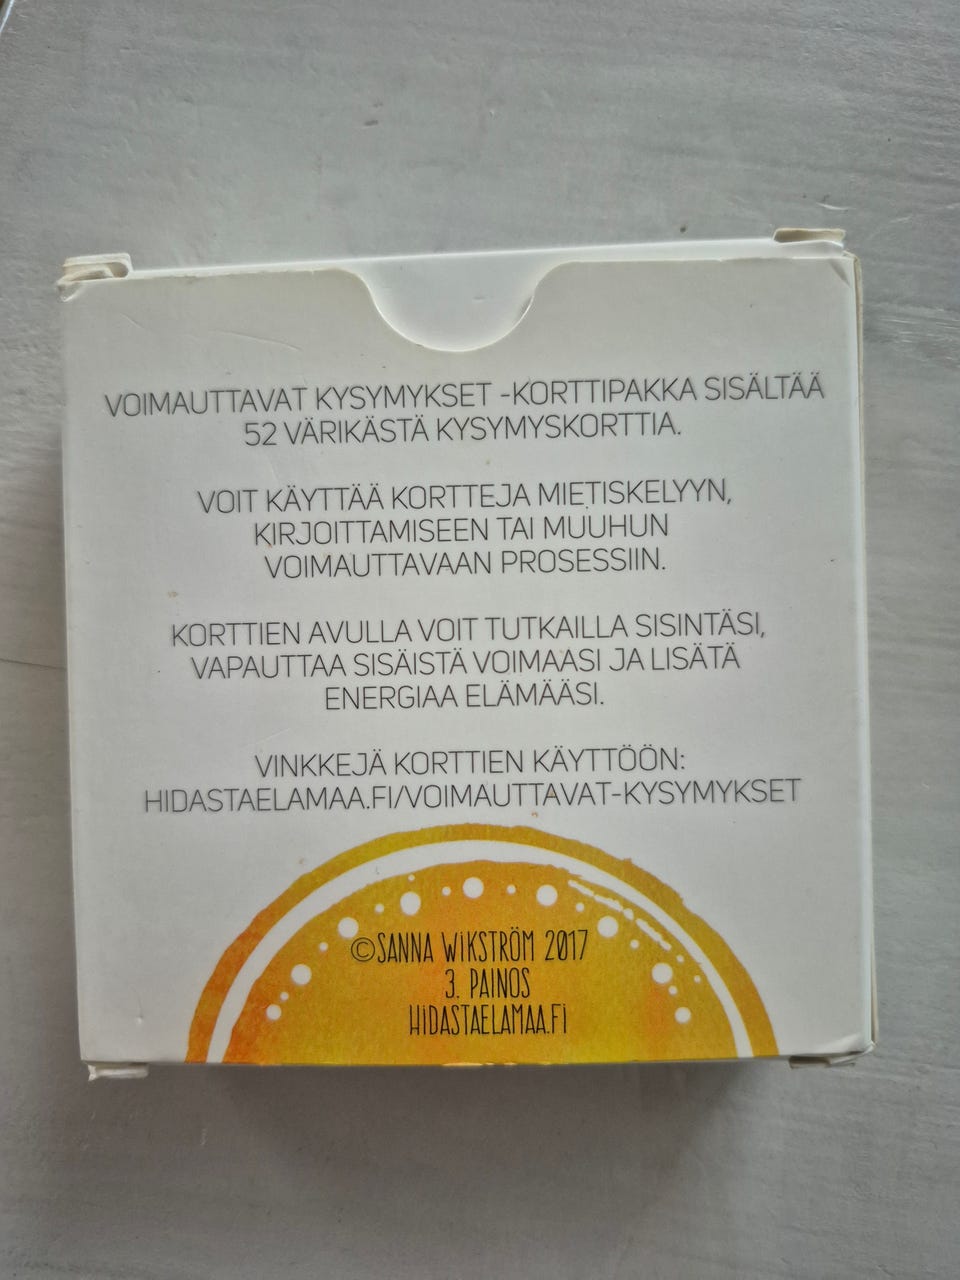 VOIMAUTTAVAT KYSYMYKSET -KORTTIPAKKA SISÄLTÄÄ
52 VÄRIKÄSTÄ KYSYMYSKORTTIA.
VOIT KÄYTTÄÄ KORTTEJA MIETISKELYYN,
KIRJOITTAMISEEN TAI MUUHUN
VOIMAUTTAVAAN PROSESSIIN.
KORTTIEN AVULLA VOIT TUTKAILLA SISINTÄSI,
VAPAUTTAA SISÄISTÄ VOIMAASI JA LISÄTÄ
ENERGIAA ELÄMÄÄSI.
VINKKEJÄ KORTTIEN KÄYTTÖÖN:
HIDASTAELAMAA.FI/VOIMAUTTAVAT-KYSYMYKSET
©SANNA WIKSTRÖM 2017
3. PAINOS
HIDASTAELAMAA.FI